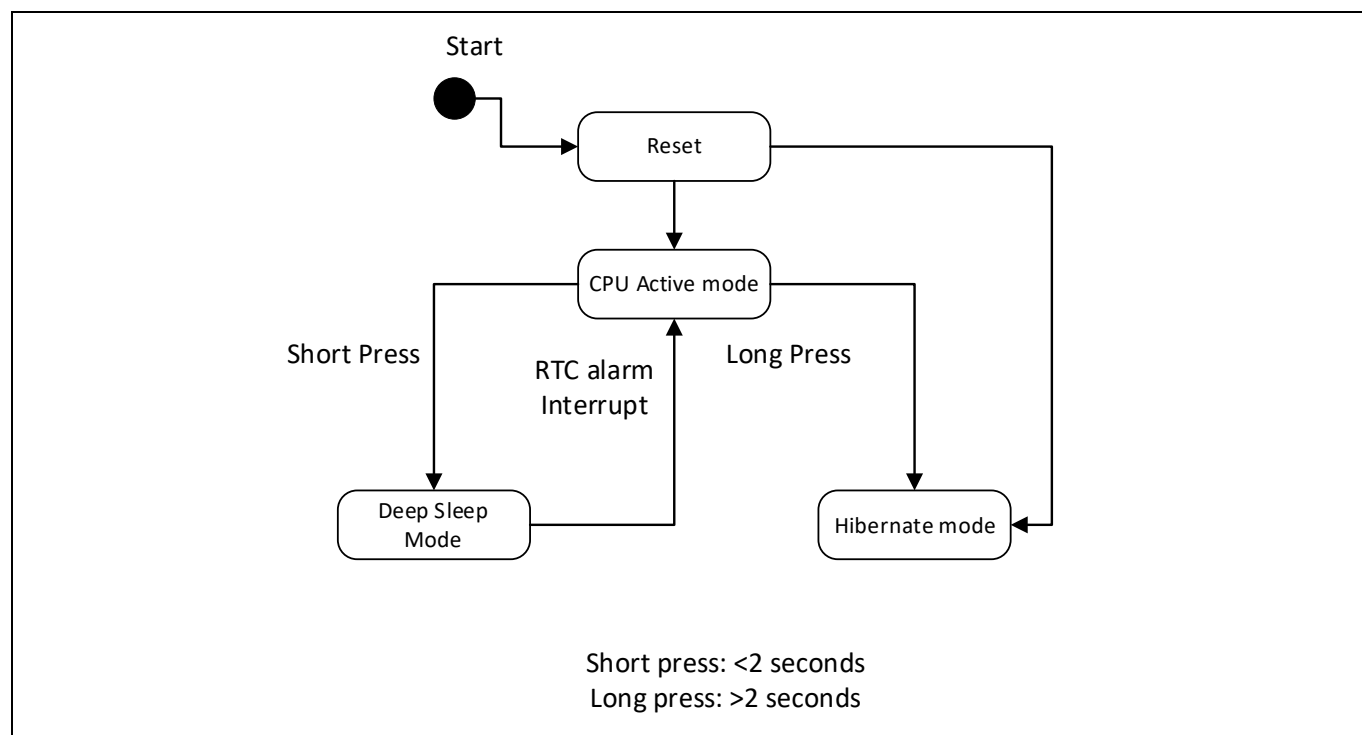 Start
Reset
CPU Active mode
Short Press
RTC alarm
Interrupt
Long Press
Deep Sleep
Mode
Hibernate mode
Short press: <2 seconds
Long press: >2 seconds